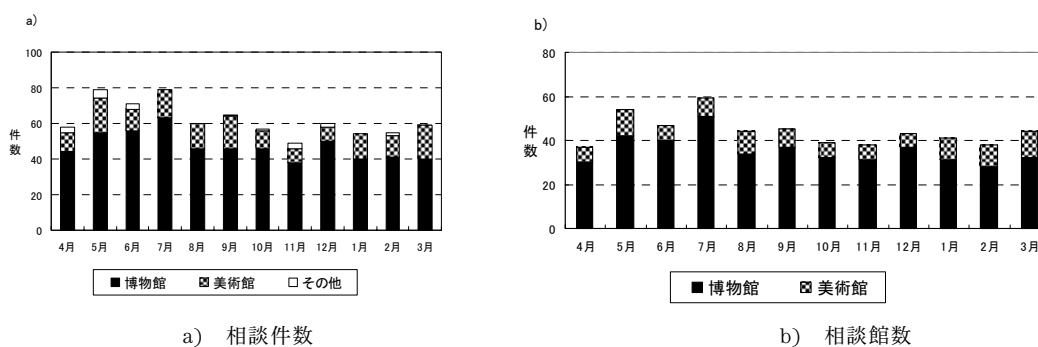 a)
100
80
60
40
20
0
件
数
4月 5月 6月 7月 8月 9月 10月 11月 12月 1月 2月 3月
博物館 美術館 その他
a) 相談件数
b)
80
60
40
20
0
件
数
4月 5月 6月 7月 8月 9月 10月 11月 12月 1月 2月 3月
博物館 美術館
b) 相談館数